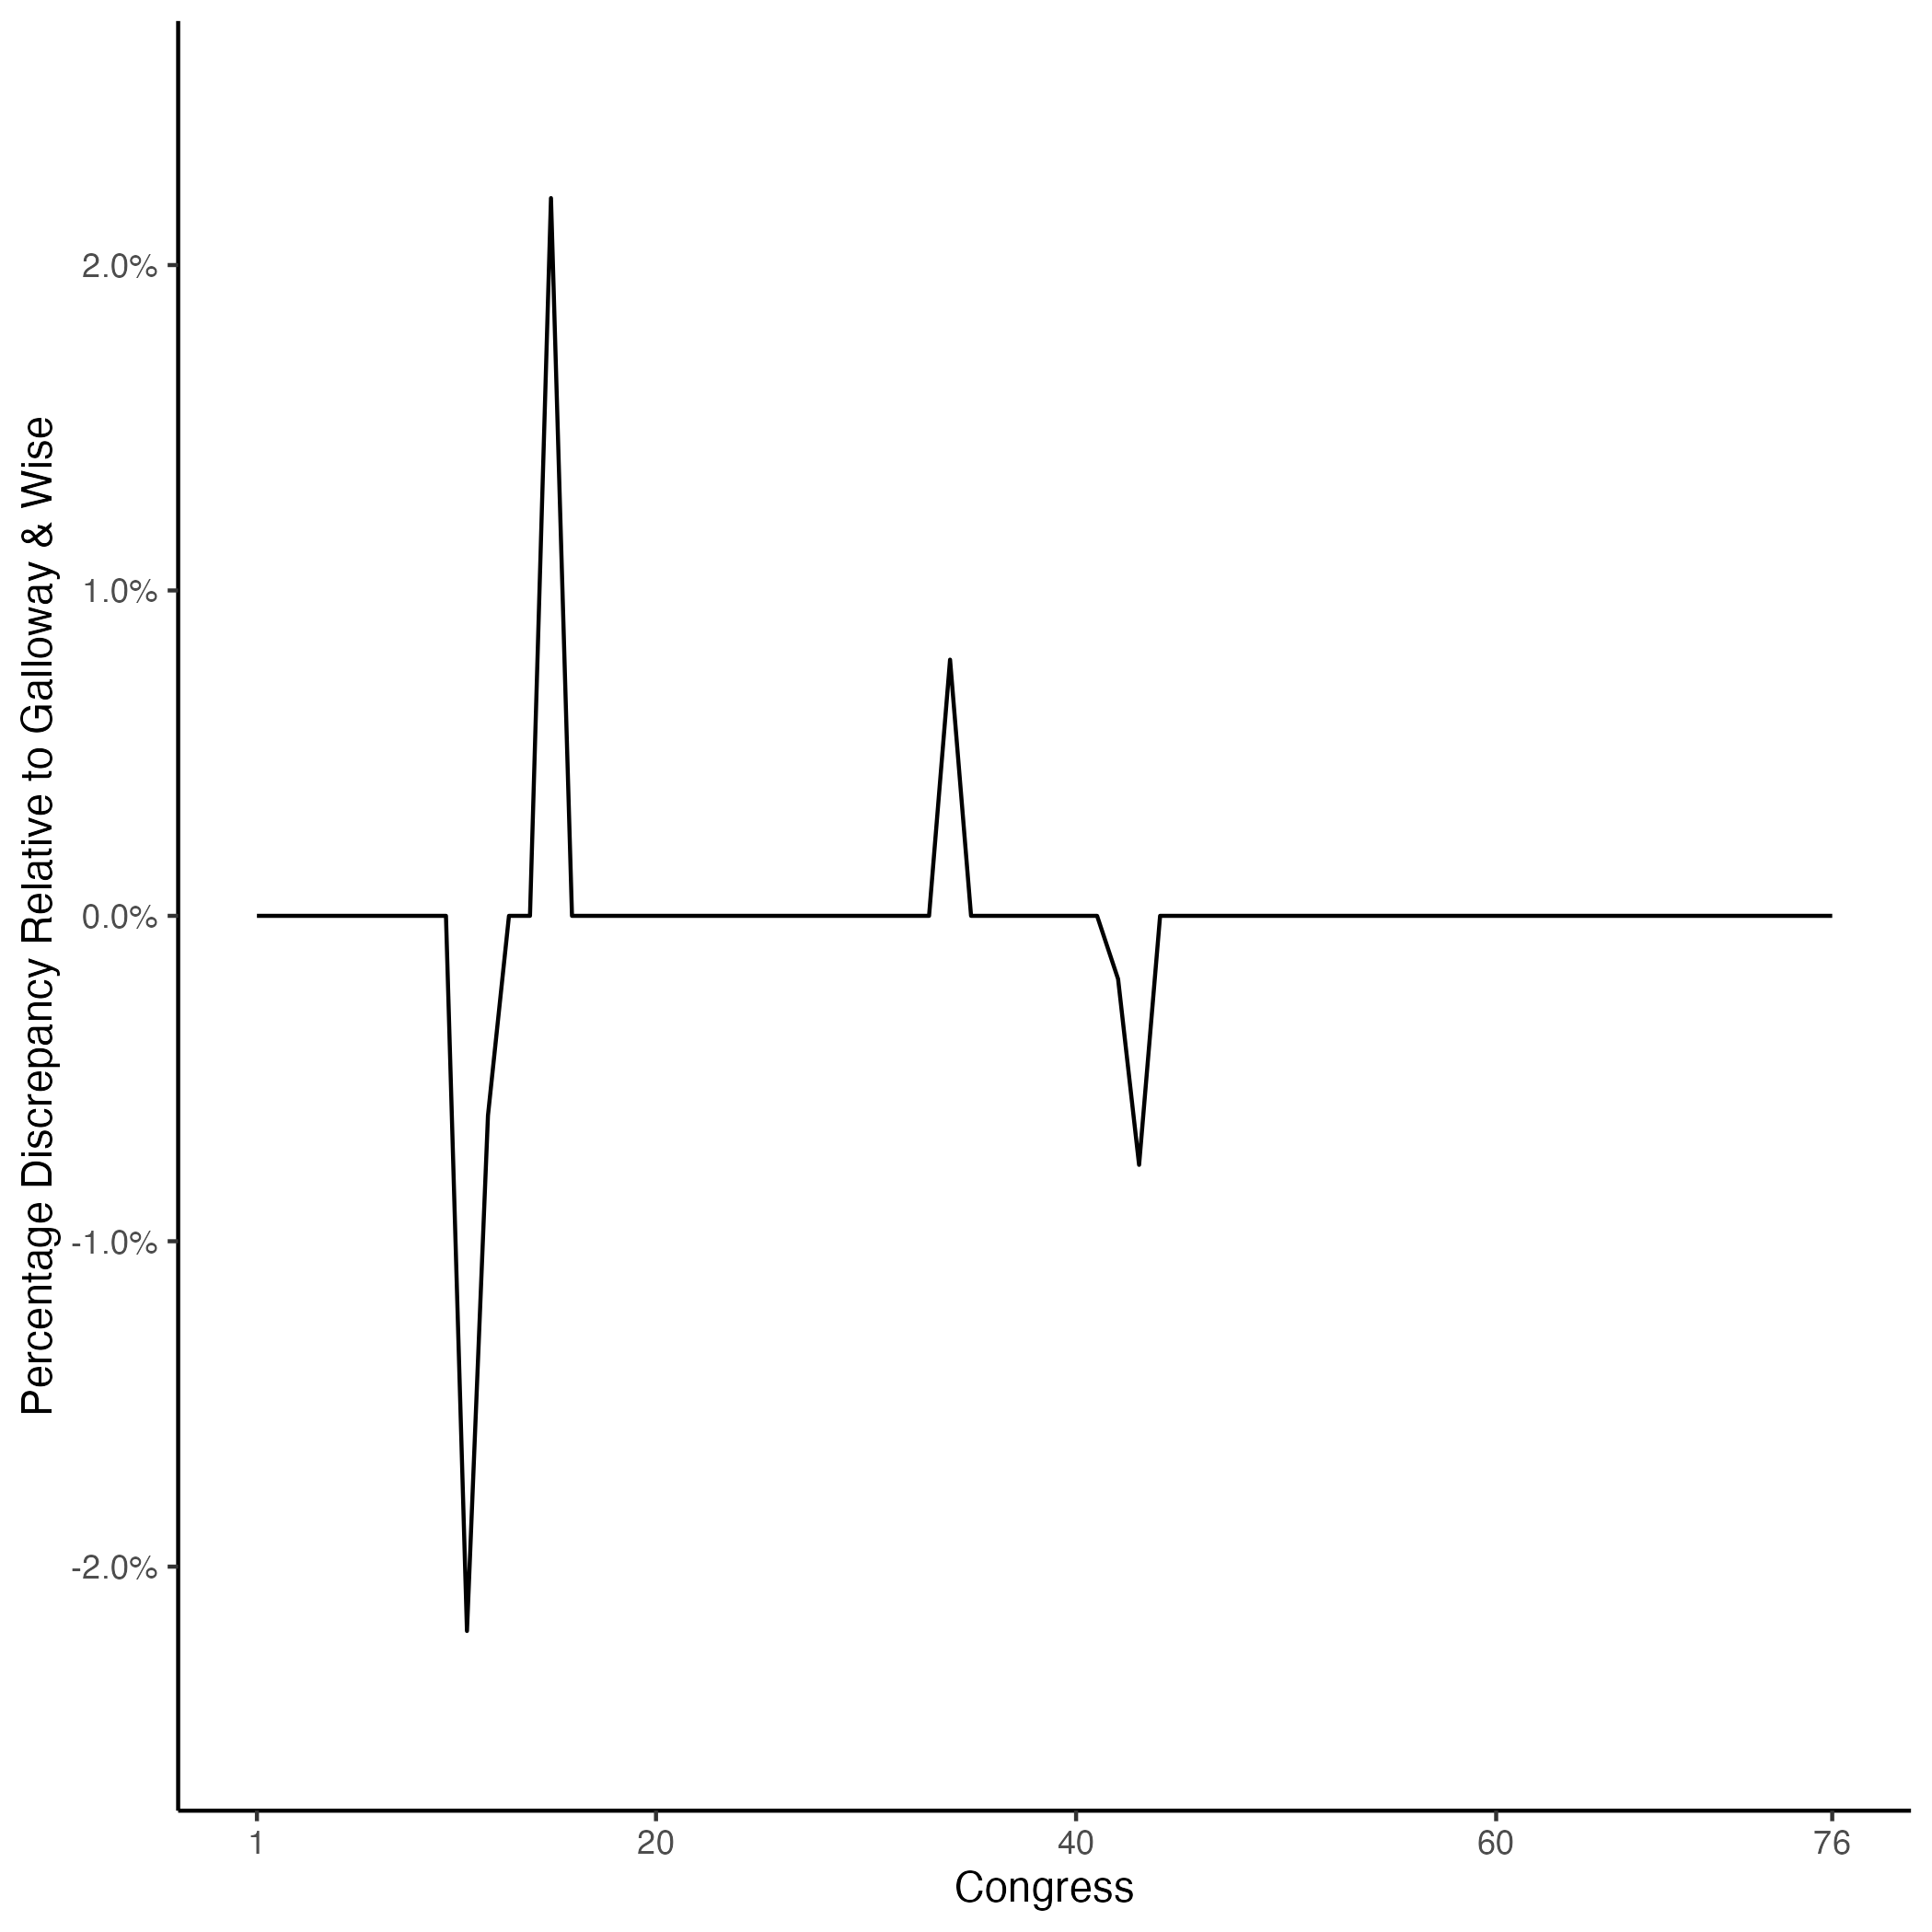 Percentage Discrepancy Relative to Galloway & Wise
2.0%
1.0%
0.0%
-1.0%
-2.0%
1 20 40 60 76
Congress